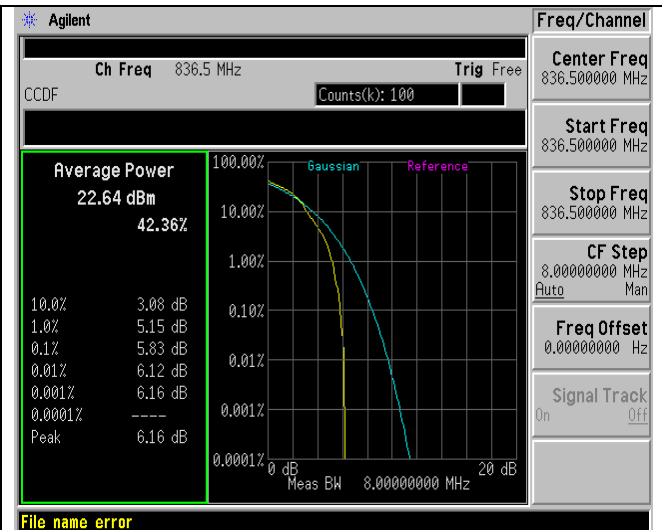 Agilent
Freq/Channel
Ch Freq 836.5 MHz Trig Free
CCDF Counts(k): 100
Average Power
22.64 dBm
42.36%
10.0% 3.08 dB
1.0% 5.15 dB
0.1% 5.83 dB
0.01% 6.12 dB
0.001% 6.16 dB
0.0001% ----
Peak 6.16 dB
Gaussian Reference
100.00%
10.00%
1.00%
0.10%
0.01%
0.001%
0.0001%
0 dB 20 dB
Meas BW 8.00000000 MHz
Center Freq
836.500000 MHz
Start Freq
836.500000 MHz
Stop Freq
836.500000 MHz
CF Step
8.00000000 MHz
Auto Man
Freq Offset
0.00000000 Hz
Signal Track
On Off
File name error